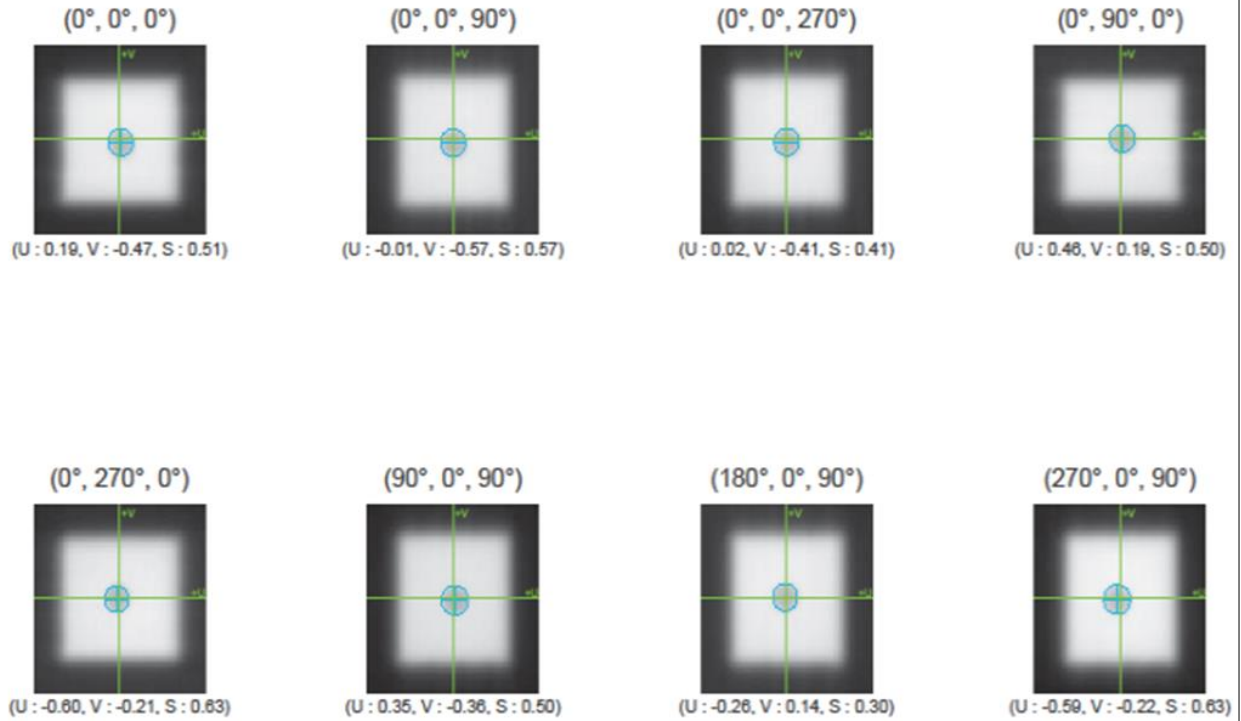 (0°, 0°, 0°) (0°, 0°, 90°) (0°, 0°, 270°) (0°, 90°, 0°)
+V +V +V +V
+U +U +U +U
(U : 0.19, V : -0.47, S : 0.51) (U : -0.01, V : -0.57, S : 0.57) (U : 0.02, V : -0.41, S : 0.41) (U : 0.46, V : 0.19, S : 0.50)
(0°, 270°, 0°) (90°, 0°, 90°) (180°, 0°, 90°) (270°, 0°, 90°)
+V +V +V +V
+U +U +U +U
(U : -0.60, V : -0.21, S : 0.63) (U : 0.35, V : -0.36, S : 0.50) (U : -0.26, V : 0.14, S : 0.30) (U : -0.59, V : -0.22, S : 0.63)